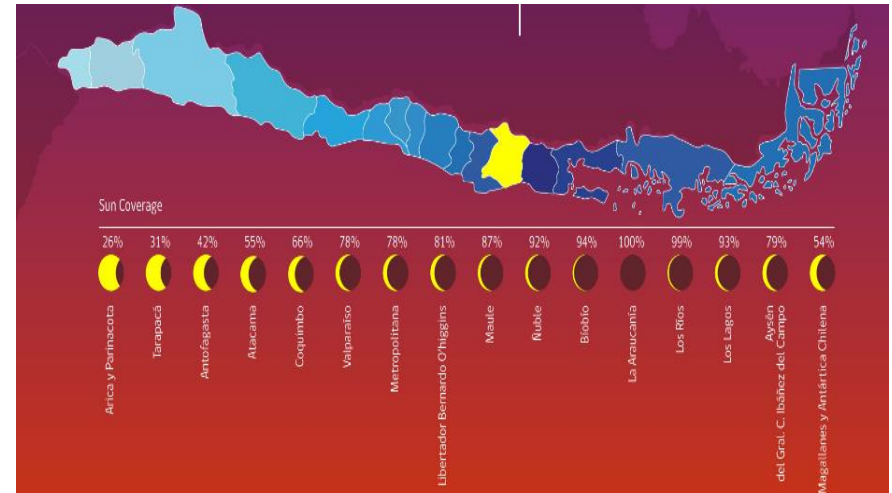 Sun Coverage
26% 31% 42% 55% 66% 78% 78% 81% 87% 92% 94% 100% 99% 93% 79% 54%
Arica y Parinacota
Tarapacá
Antofagasta
Atacama
Coquimbo
Valparaíso
Metropolitana
Libertador Bernardo O'higgins
Maule
Ñuble
Biobío
La Araucanía
Los Ríos
Los Lagos
Aysén
del Gral. C. Ibáñez del Campo
Magallanes y Antártica Chilena